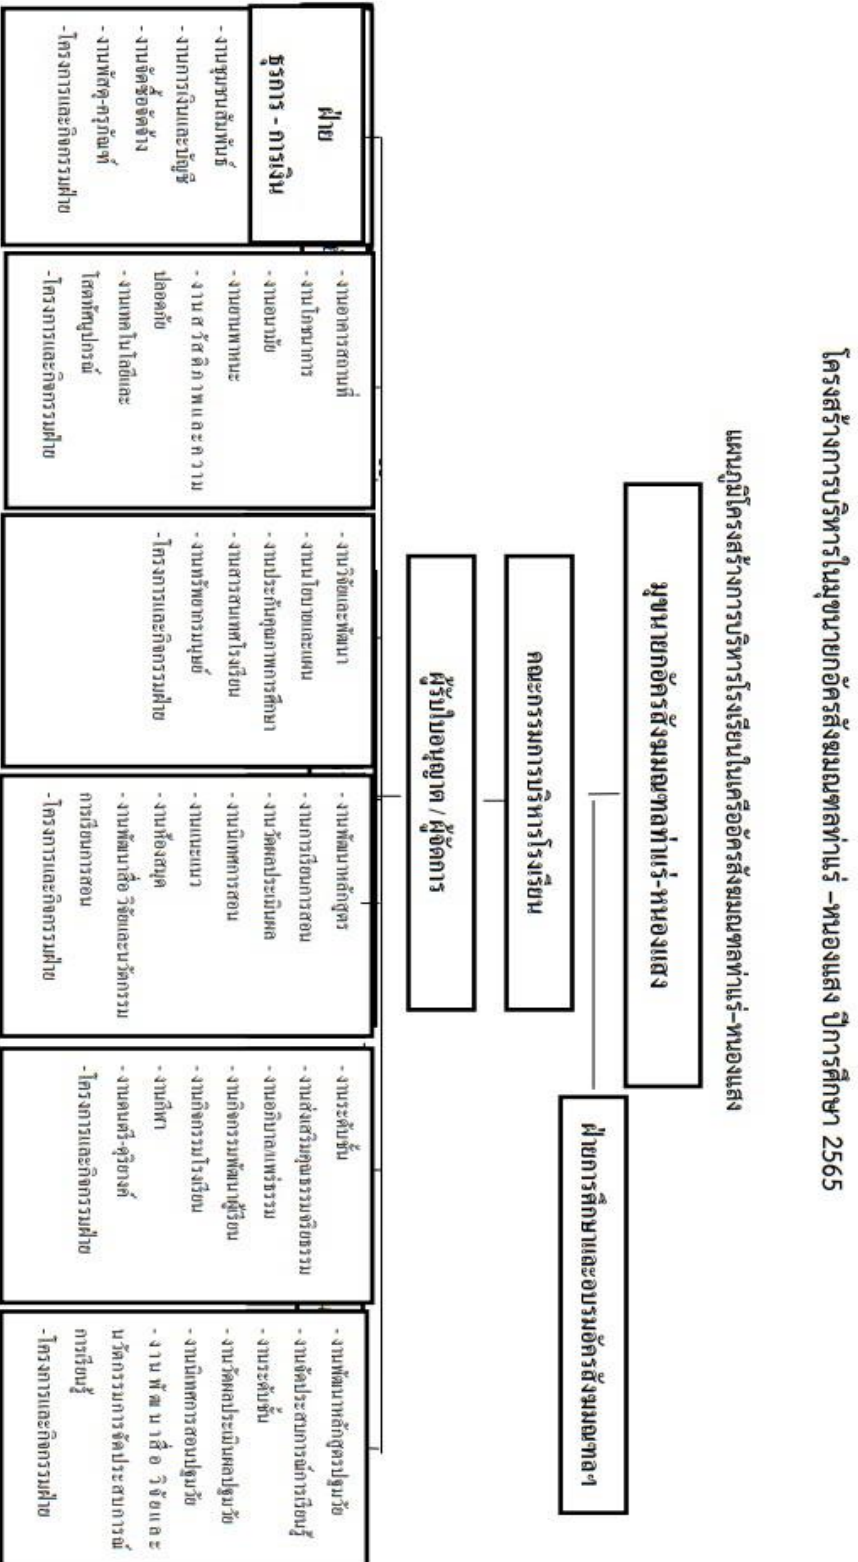 โครงสร้างการบริหารในมุขนายกอัครสังฆมณฑลท่าแร่ -หนองแสง ปีการศึกษา 2565
แผนภูมิโครงสร้างการบริหารโรงเรียนในเครืออัครสังฆมณฑลท่าแร่-หนองแสง
มุขนายกอัครสังฆมณฑลท่าแร่-หนองแสง
ฝ่ายการศึกษาและอบรมอัครสังฆมณฑลฯ
คณะกรรมการบริหารโรงเรียน
ผู้รับใบอนุญาต / ผู้จัดการ
ฝ่าย
ธุรการ - การเงิน
- งานชุมชนสัมพันธ์
- งานการเงินและบัญชี
- งานจัดซื้อจัดจ้าง
- งานพัสดุ-ครุภัณฑ์
- โครงการและกิจกรรมฝ่าย
- งานอาคารสถานที่
- งานโภชนาการ
- งานอนามัย
- งานยานพาหนะ
- งานสวัสดิภาพและความ
ปลอดภัย
- งานเทคโนโลยีและ
โสตทัศนูปกรณ์
- โครงการและกิจกรรมฝ่าย
- งานวิจัยและพัฒนา
- งานนโยบายและแผน
- งานประกันคุณภาพการศึกษา
- งานสารสนเทศโรงเรียน
- งานทรัพยากรมนุษย์
- โครงการและกิจกรรมฝ่าย
- งานพัฒนาหลักสูตร
- งานการเรียนการสอน
- งานวัดผลประเมินผล
- งานนิเทศการสอน
- งานแนะแนว
- งานห้องสมุด
- งานพัฒนาสื่อ วิจัยและนวัตกรรม
การเรียนการสอน
- โครงการและกิจกรรมฝ่าย
- งานระดับชั้น
- งานส่งเสริมคุณธรรมจริยธรรม
- งานอภิบาล/แพร่ธรรม
- งานกิจกรรมพัฒนาผู้เรียน
- งานกิจกรรมโรงเรียน
- งานกีฬา
- งานดนตรี-ดุริยางค์
- โครงการและกิจกรรมฝ่าย
- งานพัฒนาหลักสูตรปฐมวัย
- งานจัดประสบการณ์การเรียนรู้
- งานระดับชั้น
- งานวัดผลประเมินผลปฐมวัย
- งานนิเทศการสอนปฐมวัย
- งานพัฒนาสื่อ วิจัยและ
นวัตกรรมการจัดประสบการณ์
การเรียนรู้
- โครงการและกิจกรรมฝ่าย